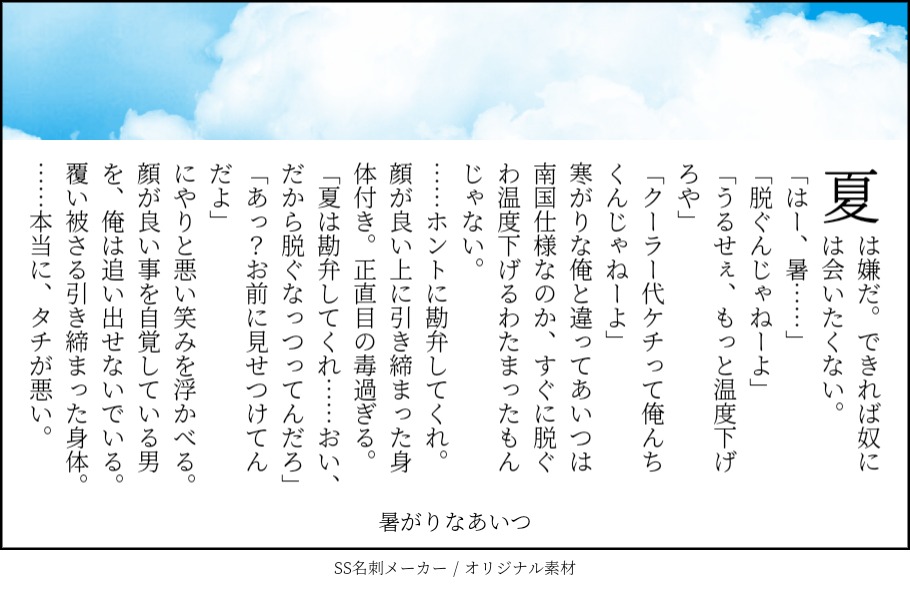 夏は嫌だ。できれば奴に
は会いたくない。
「はー、暑……」
「脱ぐんじゃねーよ」
「うるせぇ、もっと温度下げ
ろや」
「クーラー代ケチって俺んち
くんじゃねーよ」
寒がりな俺と違ってあいつは
南国仕様なのか、すぐに脱ぐ
わ温度下げるわたまったもん
じゃない。
……ホントに勘弁してくれ。
顔が良い上に引き締まった身
体付き。正直目の毒過ぎる。
「夏は勘弁してくれ……おい、
だから脱ぐなっつってんだろ」
「あっ？お前に見せつけてん
だよ」
にやりと悪い笑みを浮かべる。
顔が良い事を自覚している男
を、俺は追い出せないでいる。
覆い被さる引き締まった身体。
……本当に、タチが悪い。
暑がりなあいつ
SS名刺メーカー / オリジナル素材